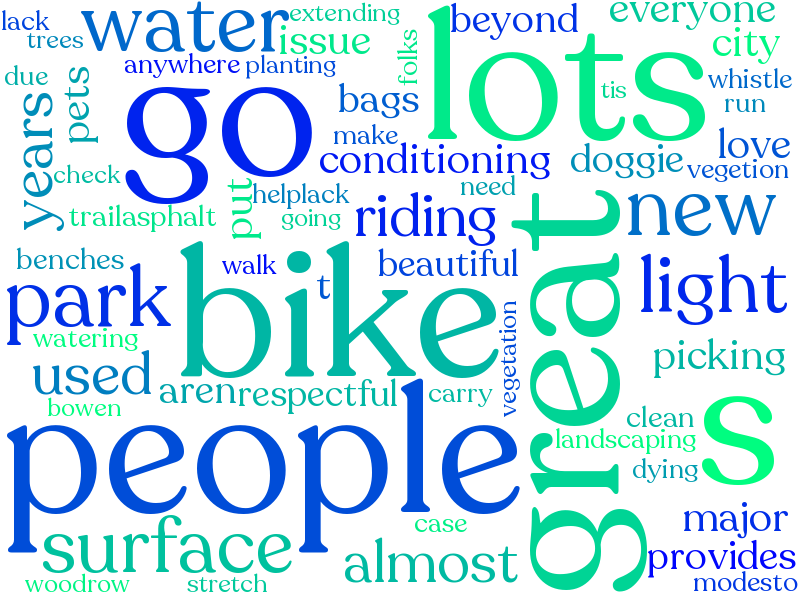 lack
water
extending
beyond
everyone
trees
issue
folks
lots
city
due
pets
anywhere
planting
whistle
go
bags
tis
run
years
make
love
check
conditioning
doggie
vegetion
put
helplack
need
trailasphalt
going
riding
great
new
benches
walk
beautiful
light
park
bike
t
watering
vegetation
picking
used
aren
respectful
carry
s
bowen
people
clean
landscaping
dying
case
major
surface
almost
provides
woodrow
stretch
modesto